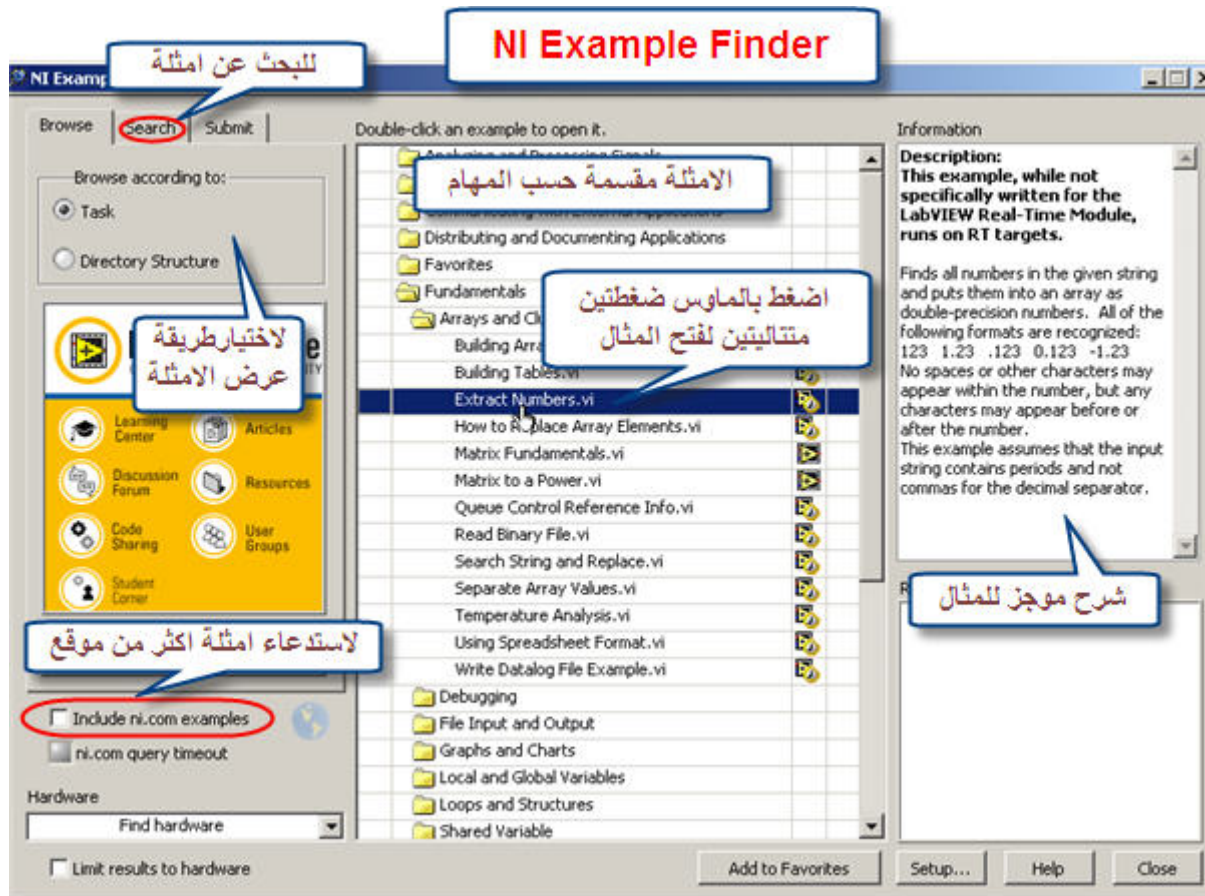 NI Example Finder
للبحث عن امثلة
NI Examp
Browse
Search
Submit
Browse according to:
Task
Directory Structure
لاختيارطريقة
عرض الامثلة
Learning
Center
Articles
Discussion
Forum
Resources
Code
Sharing
User
Groups
Student
Corner
لاستدعاء امثلة اكثر من موقع
Include ni.com examples
ni.com query timeout
Hardware
Find hardware
Limit results to hardware
Double-click an example to open it.
الامثلة مقسمة حسب المهام
Distributing and Documenting Applications
Favorites
Fundamentals
اضغط بالماوس ضغطتين
متتاليتين لفتح المثال
Arrays and Clu
Building Arra
Building Tables.vi
Extract Numbers.vi
How to Replace Array Elements.vi
Matrix Fundamentals.vi
Matrix to a Power.vi
Queue Control Reference Info.vi
Read Binary File.vi
Search String and Replace.vi
Separate Array Values.vi
Temperature Analysis.vi
Using Spreadsheet Format.vi
Write Datalog File Example.vi
Debugging
File Input and Output
Graphs and Charts
Local and Global Variables
Loops and Structures
Shared Variable
Add to Favorites
Information
Description:
This example, while not
specifically written for the
LabVIEW Real-Time Module,
runs on RT targets.
Finds all numbers in the given string
and puts them into an array as
double-precision numbers. All of the
following formats are recognized:
123 1.23 .123 0.123 -1.23
No spaces or other characters may
appear within the number, but any
characters may appear before or
after the number.
This example assumes that the input
string contains periods and not
commas for the decimal separator.
شرح موجز للمثال
Setup...
Help
Close